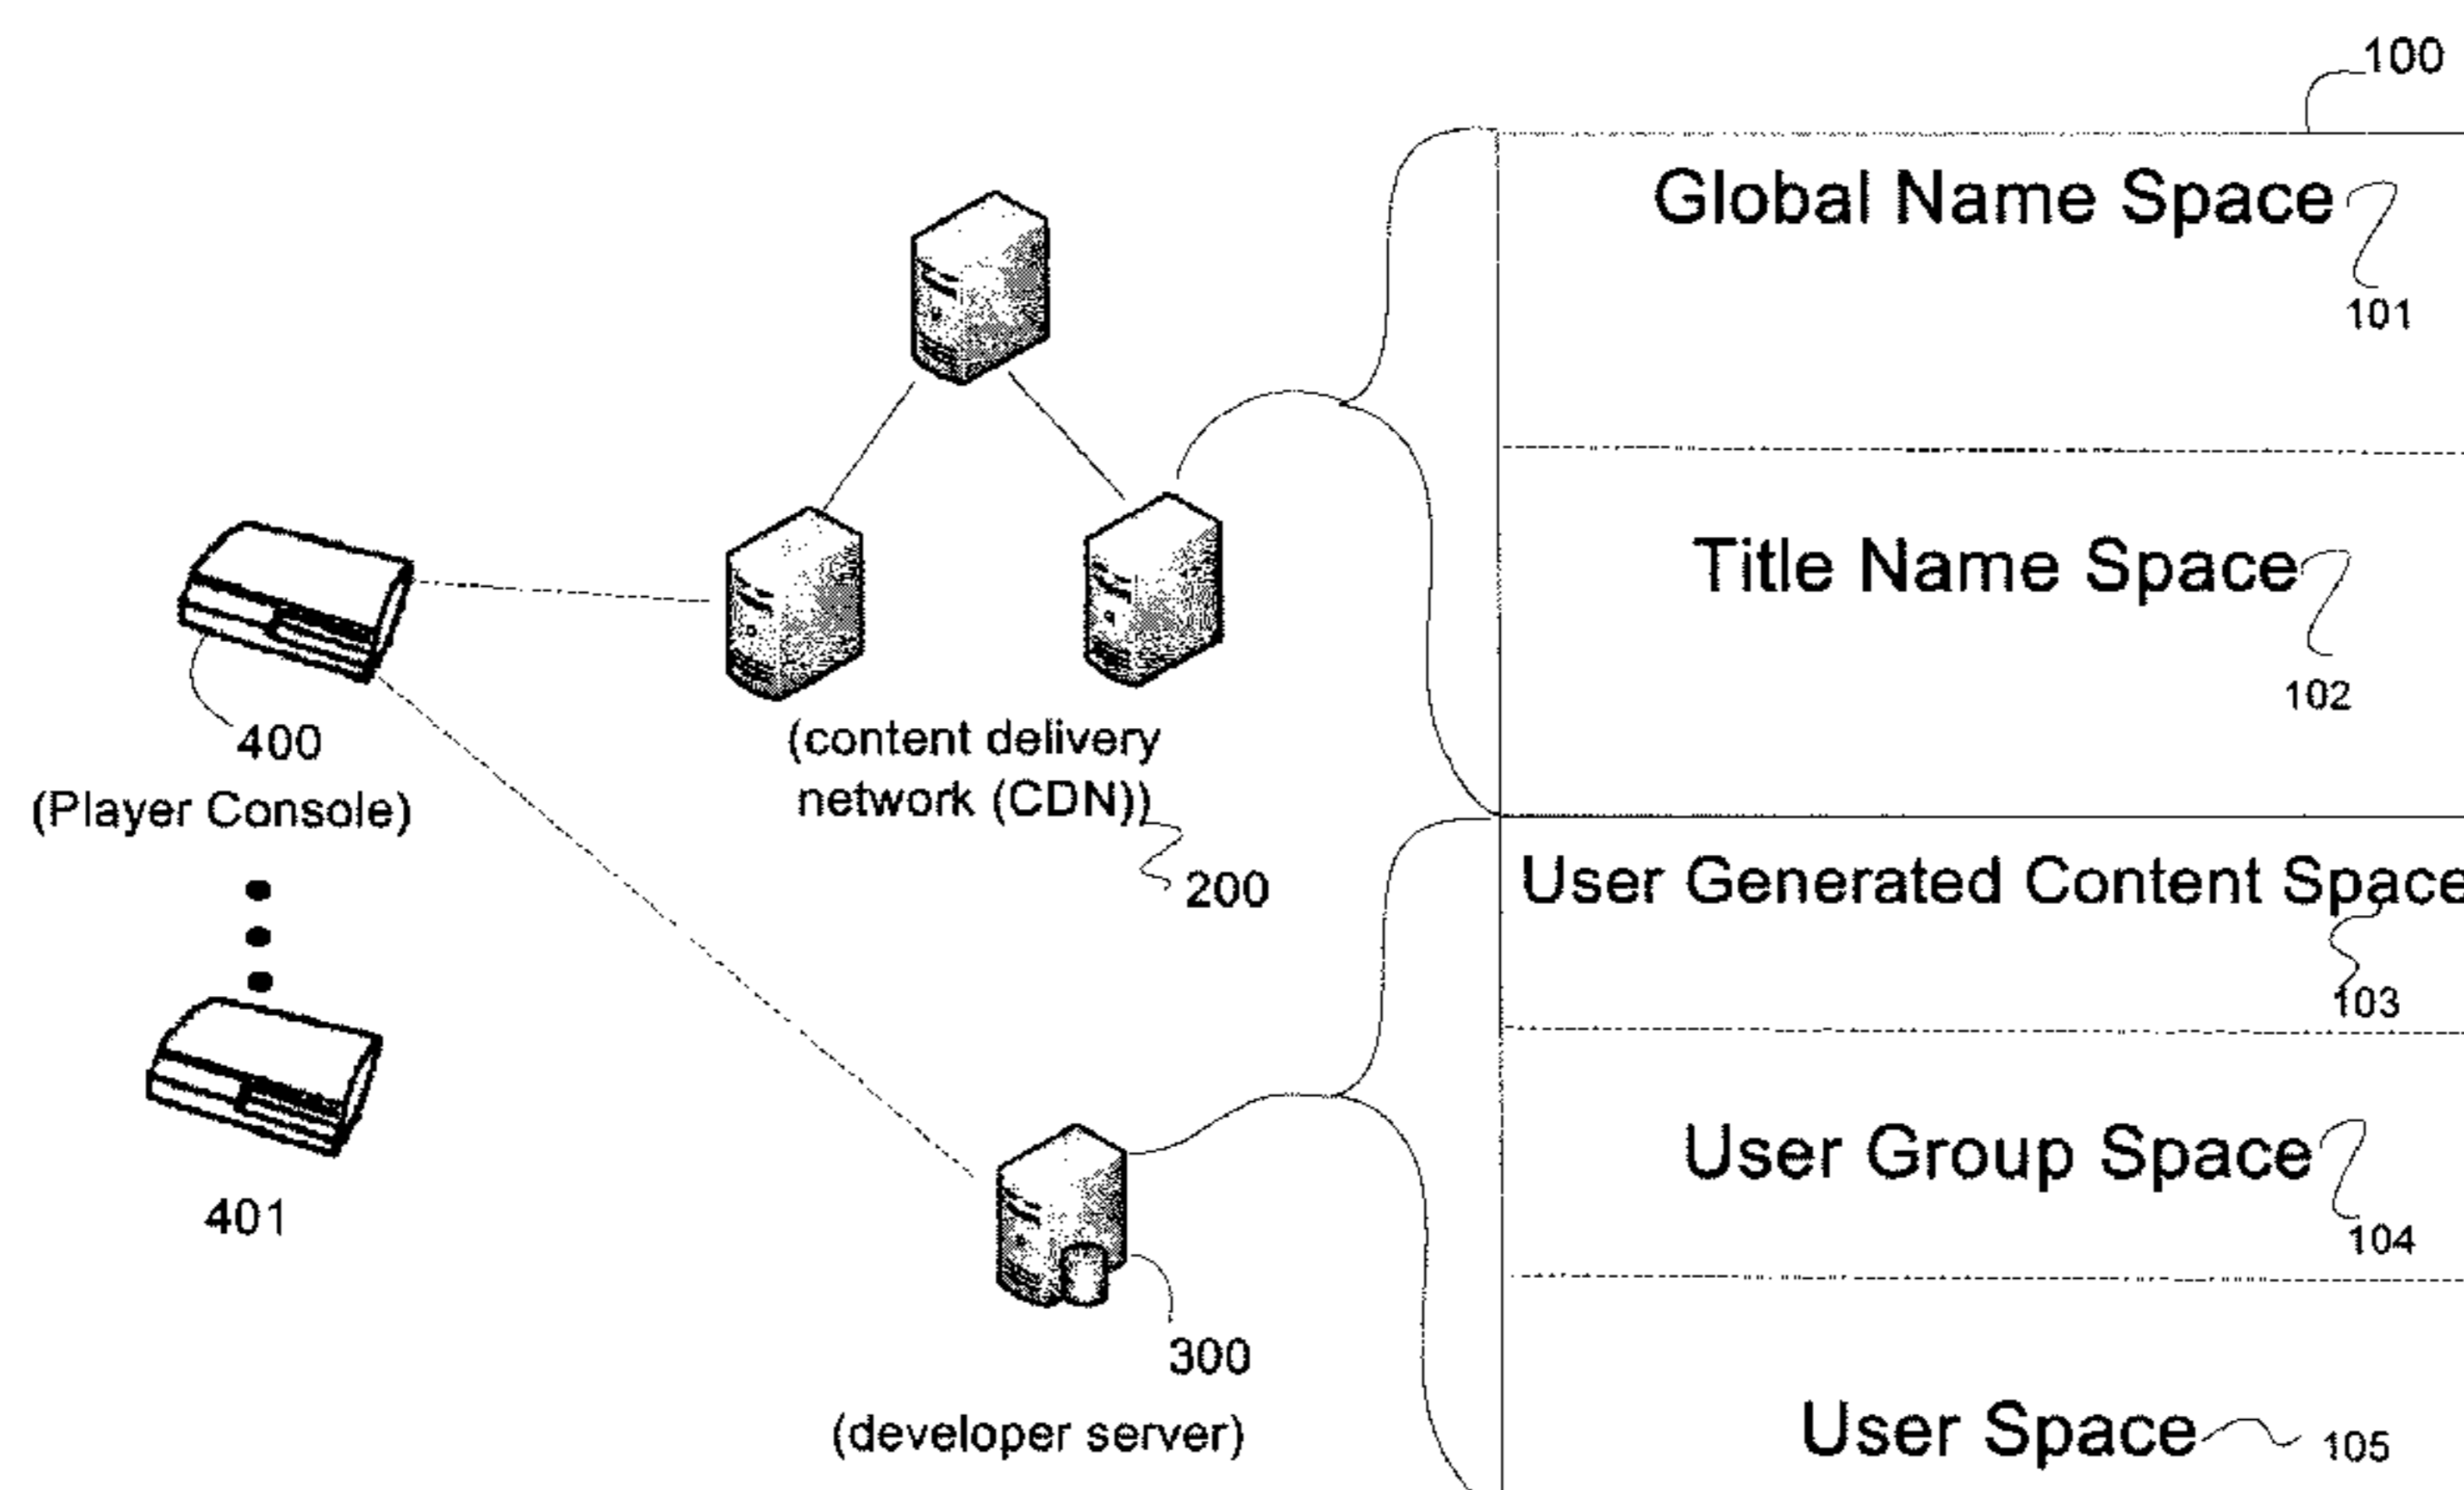 100
Global Name Space
101
Title Name Space
102
400
(Player Console)
(content delivery
network (CDN))
200
User Generated Content Space
103
401
User Group Space
104
300
(developer server)
User Space
105